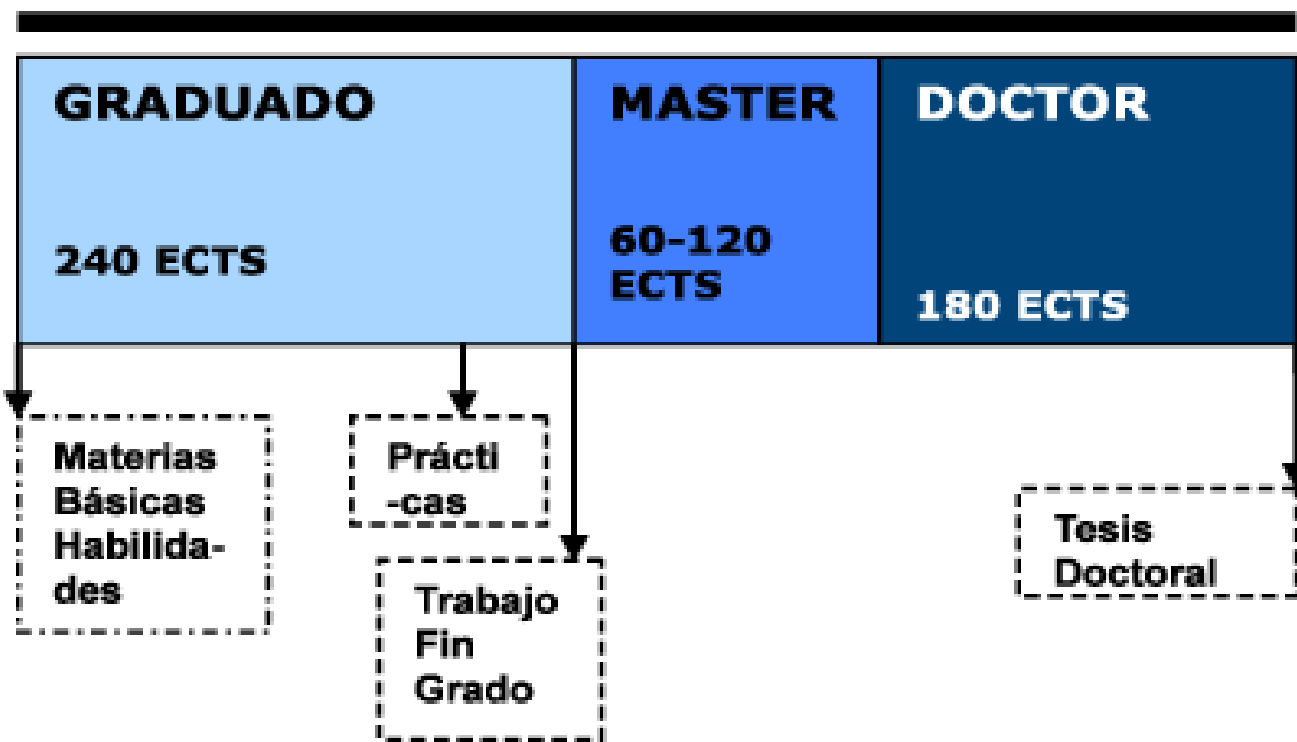 GRADUADO
MASTER
DOCTOR
240 ECTS
60-120
ECTS
180 ECTS
Materias
Básicas
Habilida-
des
Prácti
-cas
Trabajo
Fin
Grado
Tesis
Doctoral